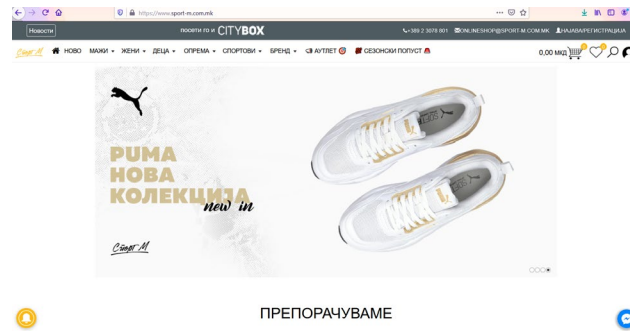 https://www.sport-m.com.mk
Новости
посети го и CITYBOX
+389 2 3078 801
ONLINESHOP@SPORT-M.COM.MK
НАЈАВА/РЕГИСТРАЦИЈА
Спорт М
НОВО
МАЖИ
ЖЕНИ
ДЕЦА
ОПРЕМА
СПОРТОВИ
БРЕНД
АУТЛЕТ
СЕЗОНСКИ ПОПУСТ
0,00 мкд
PUMA
НОВА
КОЛЕКЦИЈА
new in
Спорт М
ПРЕПОРАЧУВАМЕ